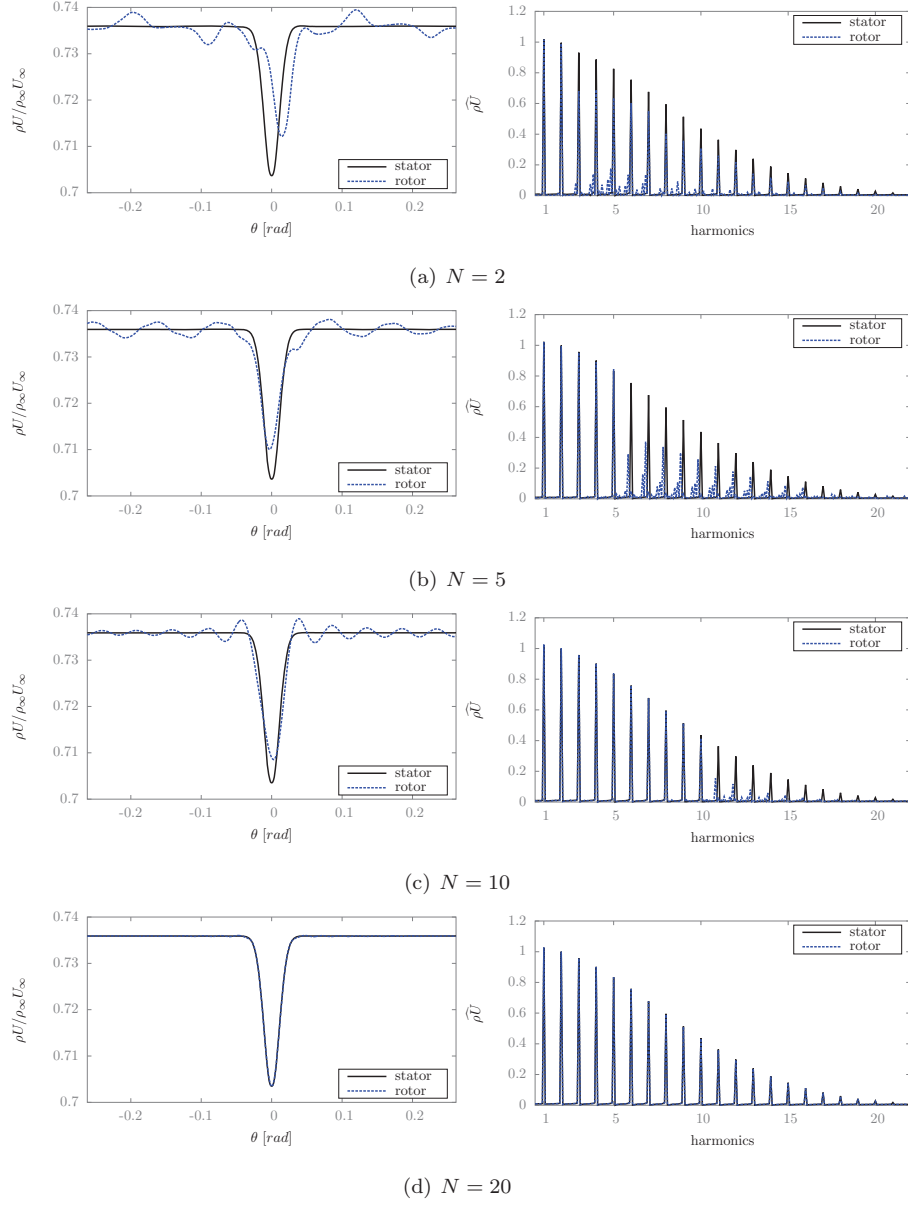 0.74
0.73
0.72
0.71
0.7
ρU/ρ∞U∞
-0.2 -0.1 0 0.1 0.2
θ [rad]
stator
rotor
1.2
1
0.8
0.6
0.4
0.2
0
ρU
1 5 10 15 20
harmonics
stator
rotor
(a) N = 2
0.74
0.73
0.72
0.71
0.7
ρU/ρ∞U∞
-0.2 -0.1 0 0.1 0.2
θ [rad]
stator
rotor
1.2
1
0.8
0.6
0.4
0.2
0
ρU
1 5 10 15 20
harmonics
stator
rotor
(b) N = 5
0.74
0.73
0.72
0.71
0.7
ρU/ρ∞U∞
-0.2 -0.1 0 0.1 0.2
θ [rad]
stator
rotor
1.2
1
0.8
0.6
0.4
0.2
0
ρU
1 5 10 15 20
harmonics
stator
rotor
(c) N = 10
0.74
0.73
0.72
0.71
0.7
ρU/ρ∞U∞
-0.2 -0.1 0 0.1 0.2
θ [rad]
stator
rotor
1.2
1
0.8
0.6
0.4
0.2
0
ρU
1 5 10 15 20
harmonics
stator
rotor
(d) N = 20